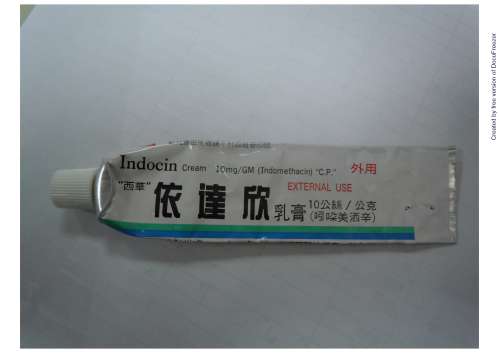 Indocin Cream 10mg/GM (Indomethacin) "C.P." 外用
EXTERNAL USE
"西華" 依達欣 乳膏 10公絲/公克
(吲哚美洒辛)
Created by free version of DocuFreezer